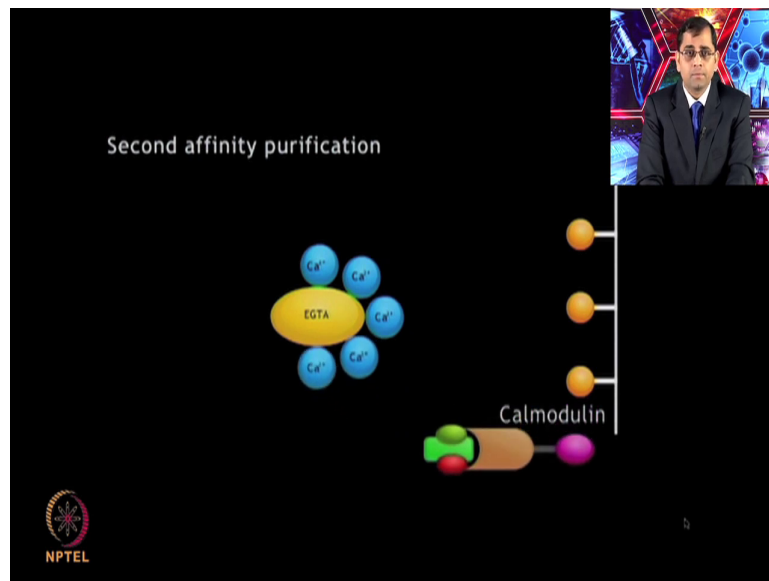 Second affinity purification
Ca²⁺
Ca²⁺
EGTA
Ca²⁺
Ca²⁺
Ca²⁺
Calmodulin
NPTEL